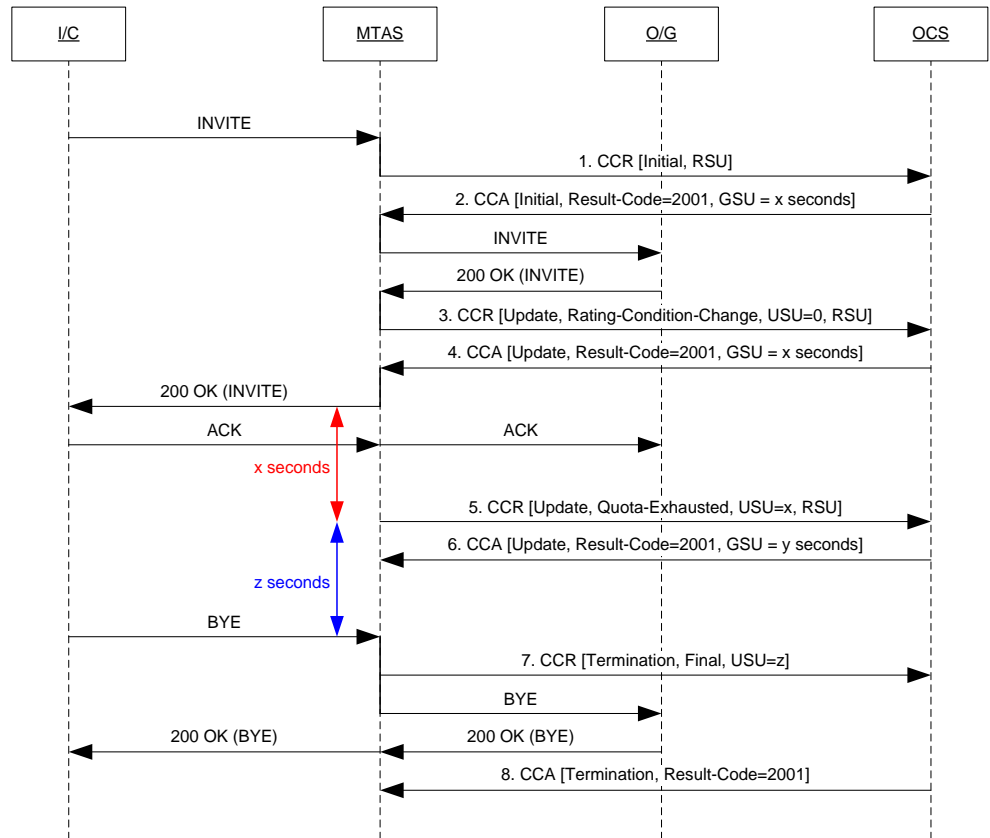 I/C
MTAS
O/G
OCS
INVITE
1. CCR [Initial, RSU]
2. CCA [Initial, Result-Code=2001, GSU = x seconds]
INVITE
200 OK (INVITE)
3. CCR [Update, Rating-Condition-Change, USU=0, RSU]
4. CCA [Update, Result-Code=2001, GSU = x seconds]
200 OK (INVITE)
ACK
ACK
x seconds
5. CCR [Update, Quota-Exhausted, USU=x, RSU]
6. CCA [Update, Result-Code=2001, GSU = y seconds]
z seconds
BYE
7. CCR [Termination, Final, USU=z]
BYE
200 OK (BYE)
200 OK (BYE)
8. CCA [Termination, Result-Code=2001]